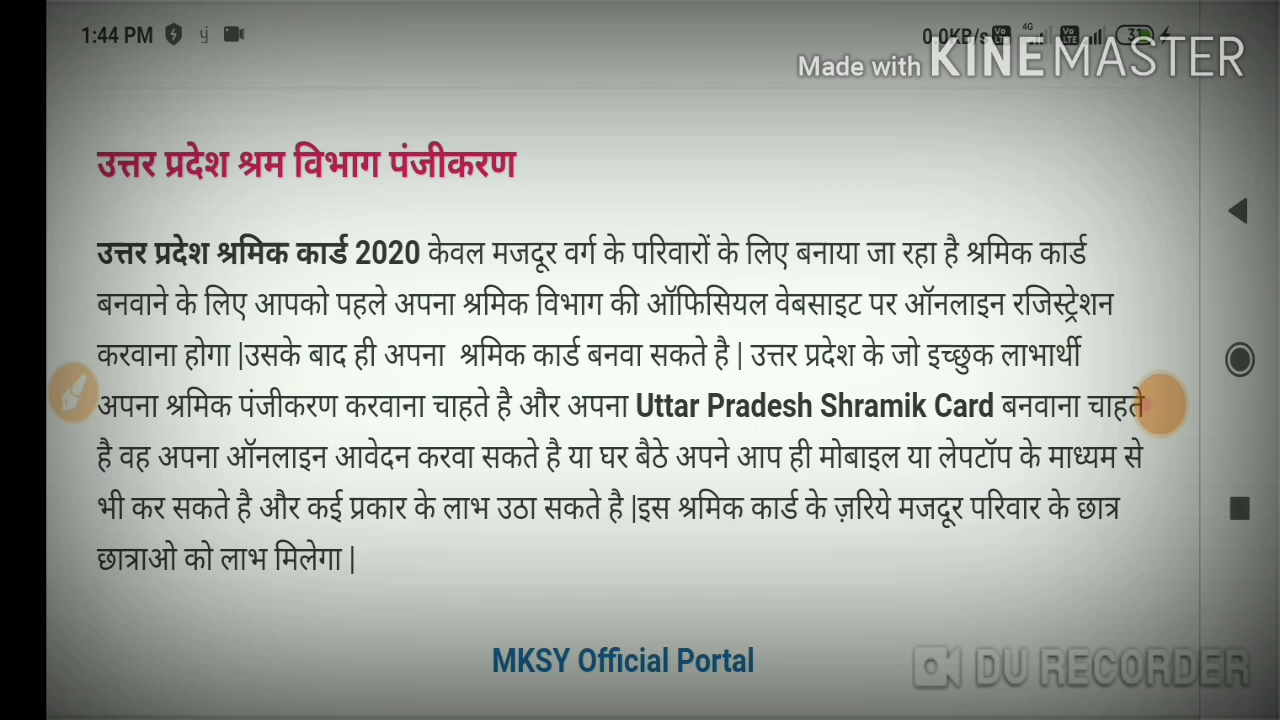 1:44 PM
0.0KB/s 4G 31
Made with KINEMASTER
उत्तर प्रदेश श्रम विभाग पंजीकरण
उत्तर प्रदेश श्रमिक कार्ड 2020 केवल मजदूर वर्ग के परिवारों के लिए बनाया जा रहा है श्रमिक कार्ड
बनवाने के लिए आपको पहले अपना श्रमिक विभाग की ऑफिसियल वेबसाइट पर ऑनलाइन रजिस्ट्रेशन
करवाना होगा |उसके बाद ही अपना श्रमिक कार्ड बनवा सकते है | उत्तर प्रदेश के जो इच्छुक लाभार्थी
अपना श्रमिक पंजीकरण करवाना चाहते है और अपना Uttar Pradesh Shramik Card बनवाना चाहते
है वह अपना ऑनलाइन आवेदन करवा सकते है या घर बैठे अपने आप ही मोबाइल या लेपटॉप के माध्यम से
भी कर सकते है और कई प्रकार के लाभ उठा सकते है |इस श्रमिक कार्ड के ज़रिये मजदूर परिवार के छात्र
छात्राओ को लाभ मिलेगा |
MKSY Official Portal
DU RECORDER